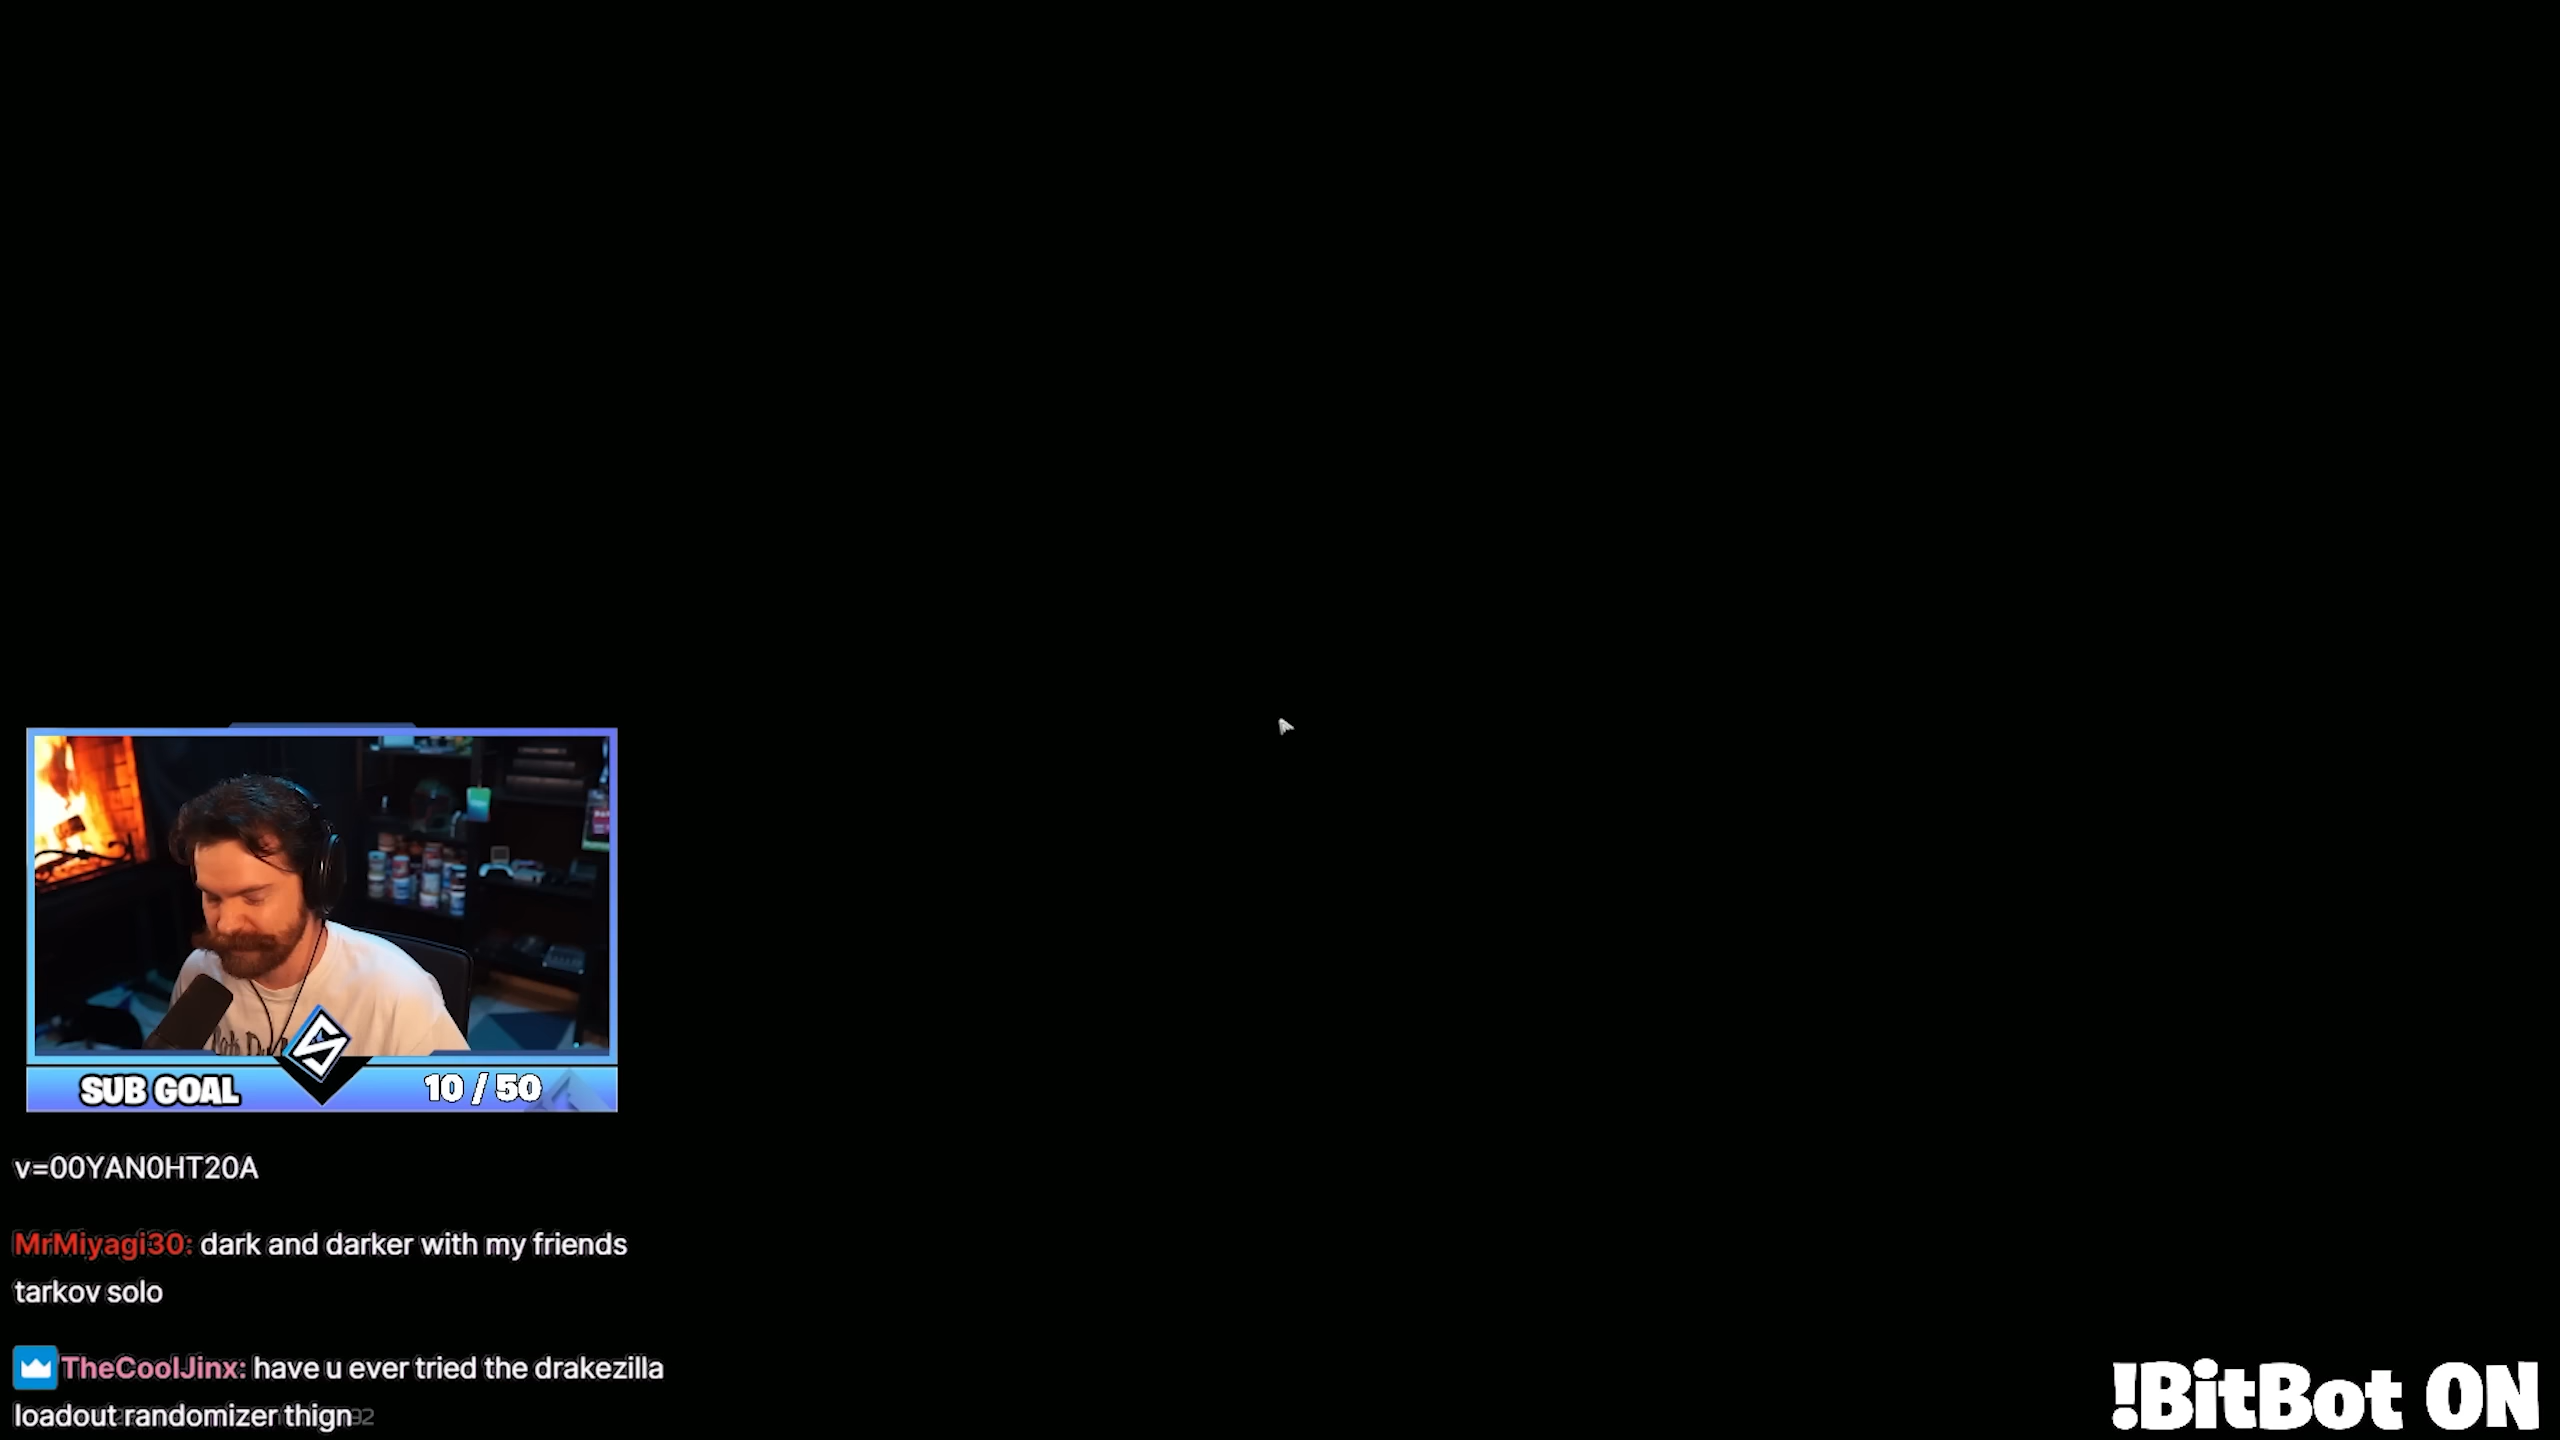 SUB GOAL 10 / 50
v=00YAN0HT20A
MrMiyagi30: dark and darker with my friends
tarkov solo
TheCoolJinx: have u ever tried the drakezilla
loadout randomizer thign
!BitBot ON